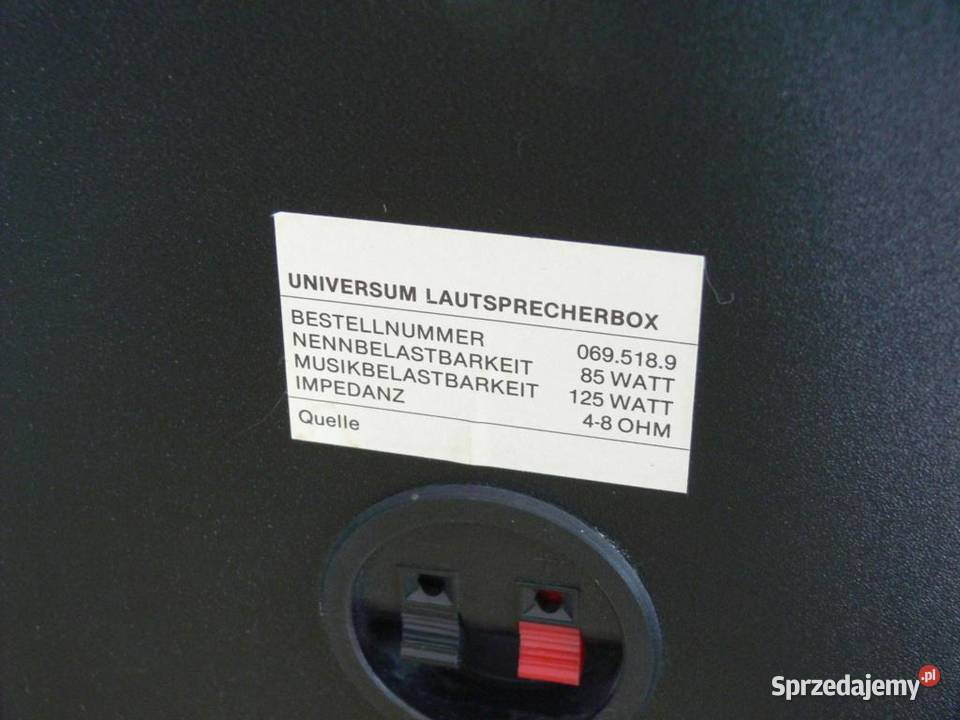 UNIVERSUM LAUTSPRECHERBOX
BESTELLNUMMER 069.518.9
NENNBELASTBARKEIT 85 WATT
MUSIKBELASTBARKEIT 125 WATT
IMPEDANZ 4-8 OHM
Quelle
Sprzedajemy.pl